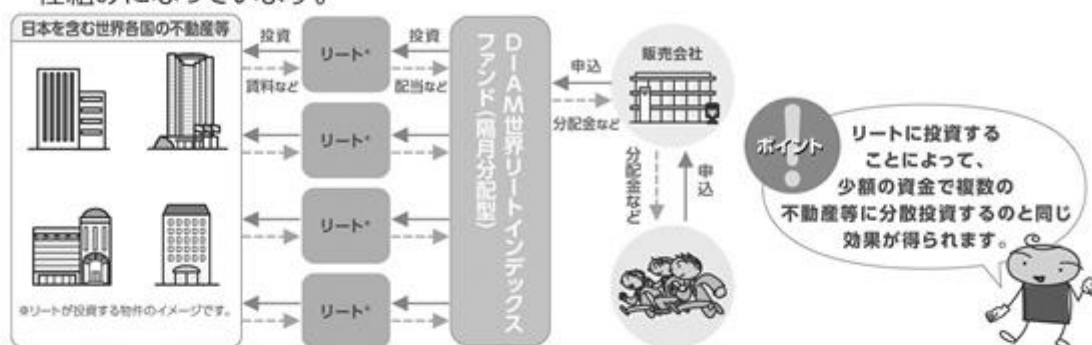 仕組みになっています。
日本を含む世界各国の不動産等
※リートが投資する物件のイメージです。
投資
賃料など
リート*
リート*
リート*
リート*
投資
配当など
DIAM世界リートインデックス
ファンド(隔月分配型)
申込
分配金など
販売会社
分配金など
申込
ポイント
リートに投資する
ことによって、
少額の資金で複数の
不動産等に分散投資するのと同じ
効果が得られます。